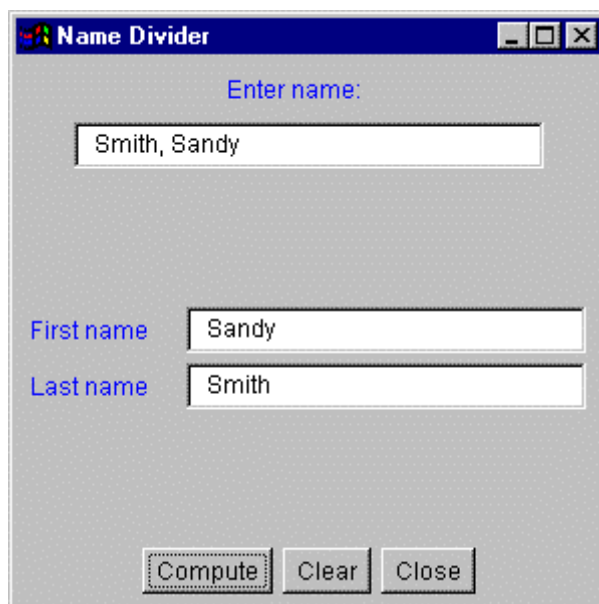 Name Divider
Enter name:
Smith, Sandy
First name Sandy
Last name Smith
Compute Clear Close